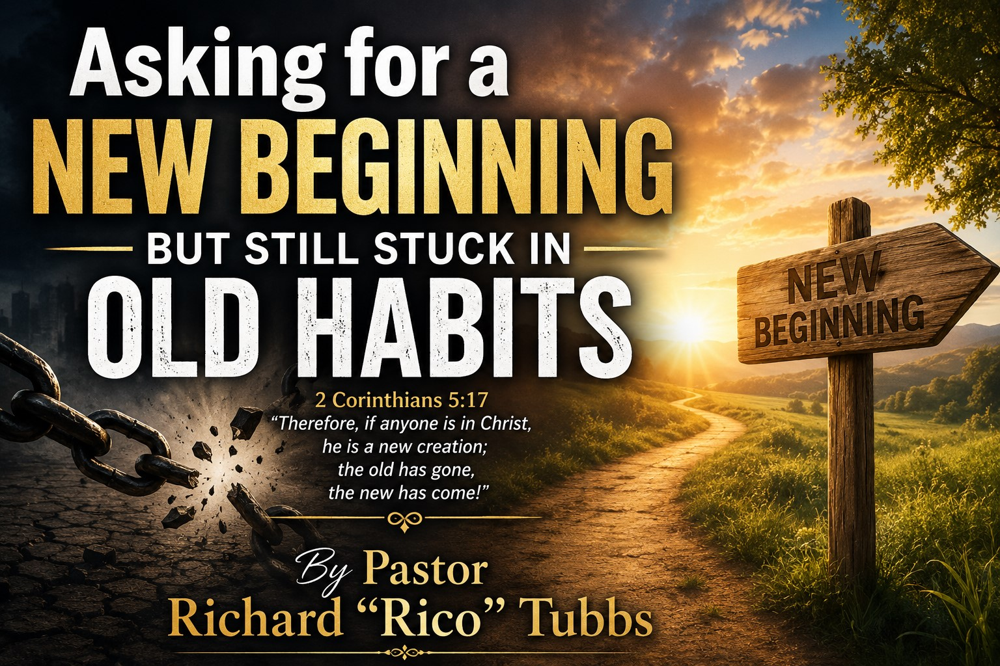 Asking for a
NEW BEGINNING
BUT STILL STUCK IN
OLD HABITS
2 Corinthians 5:17
“Therefore, if anyone is in Christ,
he is a new creation;
the old has gone,
the new has come!”
By Pastor
Richard “Rico” Tubbs
NEW
BEGINNING